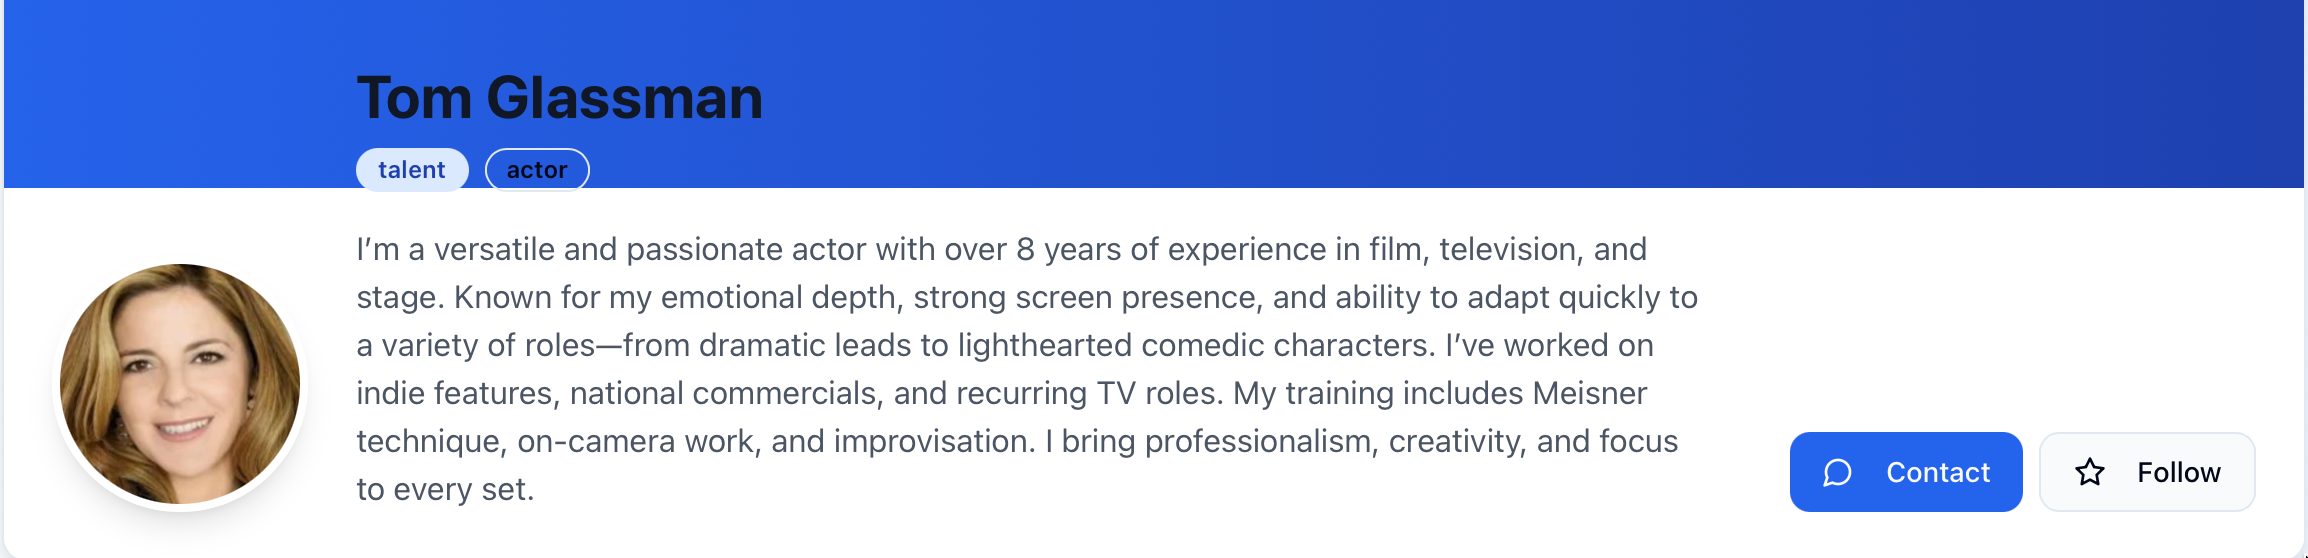 Tom Glassman
talent
actor
I’m a versatile and passionate actor with over 8 years of experience in film, television, and
stage. Known for my emotional depth, strong screen presence, and ability to adapt quickly to
a variety of roles—from dramatic leads to lighthearted comedic characters. I’ve worked on
indie features, national commercials, and recurring TV roles. My training includes Meisner
technique, on-camera work, and improvisation. I bring professionalism, creativity, and focus
to every set.
Contact
Follow